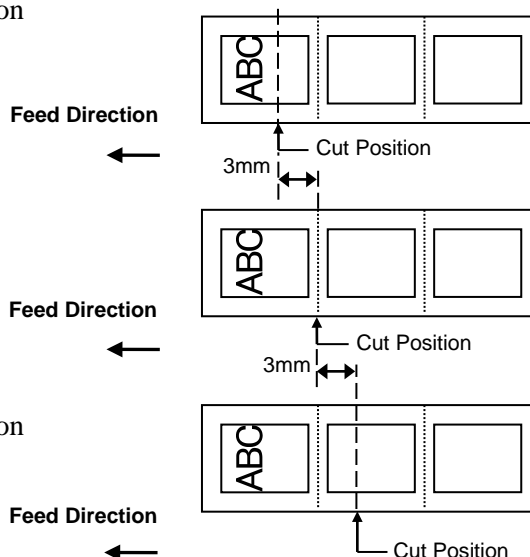 on
ABC
Feed Direction
Cut Position
3mm
ABC
Feed Direction
Cut Position
3mm
on
ABC
Feed Direction
Cut Position